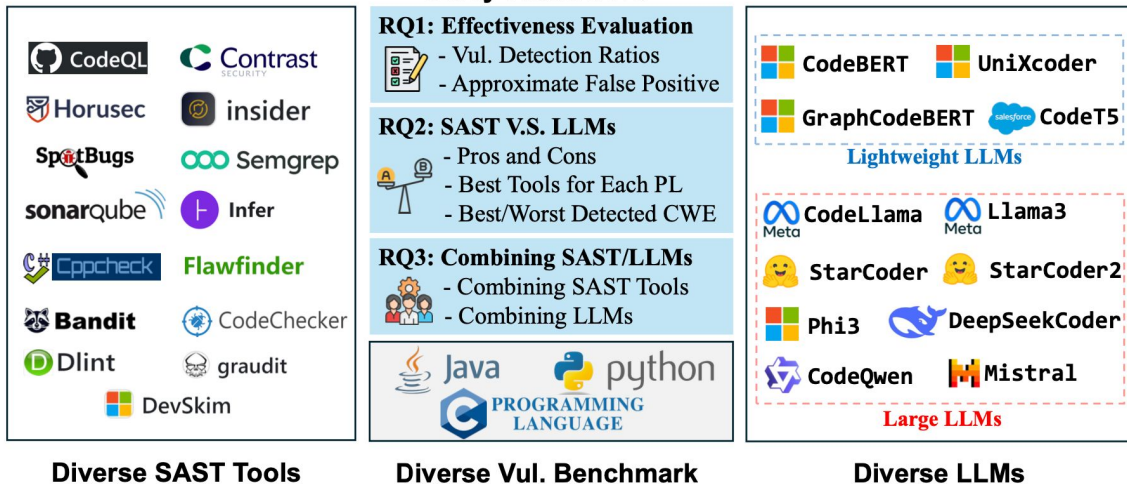 CodeQL
Contrast
SECURITY
Horusec
insider
SpotBugs
Semgrep
sonarqube
Infer
Cppcheck
Flawfinder
Bandit
CodeChecker
Dlint
graudit
DevSkim
Diverse SAST Tools
RQ1: Effectiveness Evaluation
- Vul. Detection Ratios
- Approximate False Positive
RQ2: SAST V.S. LLMs
A
B
- Pros and Cons
- Best Tools for Each PL
- Best/Worst Detected CWE
RQ3: Combining SAST/LLMs
- Combining SAST Tools
- Combining LLMs
Java
python
C PROGRAMMING
LANGUAGE
Diverse Vul. Benchmark
CodeBERT
UniXcoder
GraphCodeBERT
salesforce
CodeT5
Lightweight LLMs
Meta
CodeLlama
Meta
Llama3
StarCoder
StarCoder2
Phi3
DeepSeekCoder
CodeQwen
Mistral
Large LLMs
Diverse LLMs